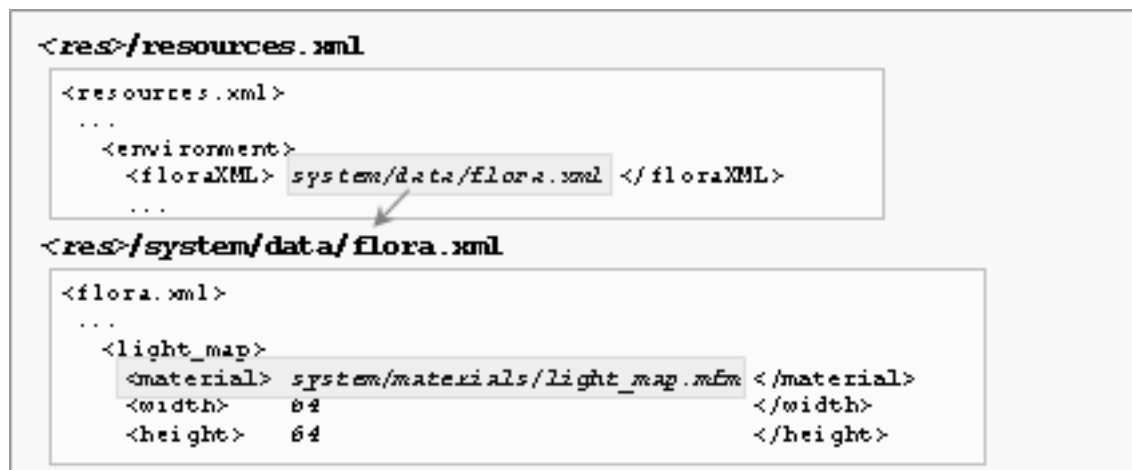 <res>/resources.xml
<resources.xml>
...
<environment>
<floraXML> system/data/flora.xml </floraXML>
...
<res>/system/data/flora.xml
<flora.xml>
...
<light_map>
<material> system/materials/light_map.mfm </material>
<width> 64 </width>
<height> 64 </height>